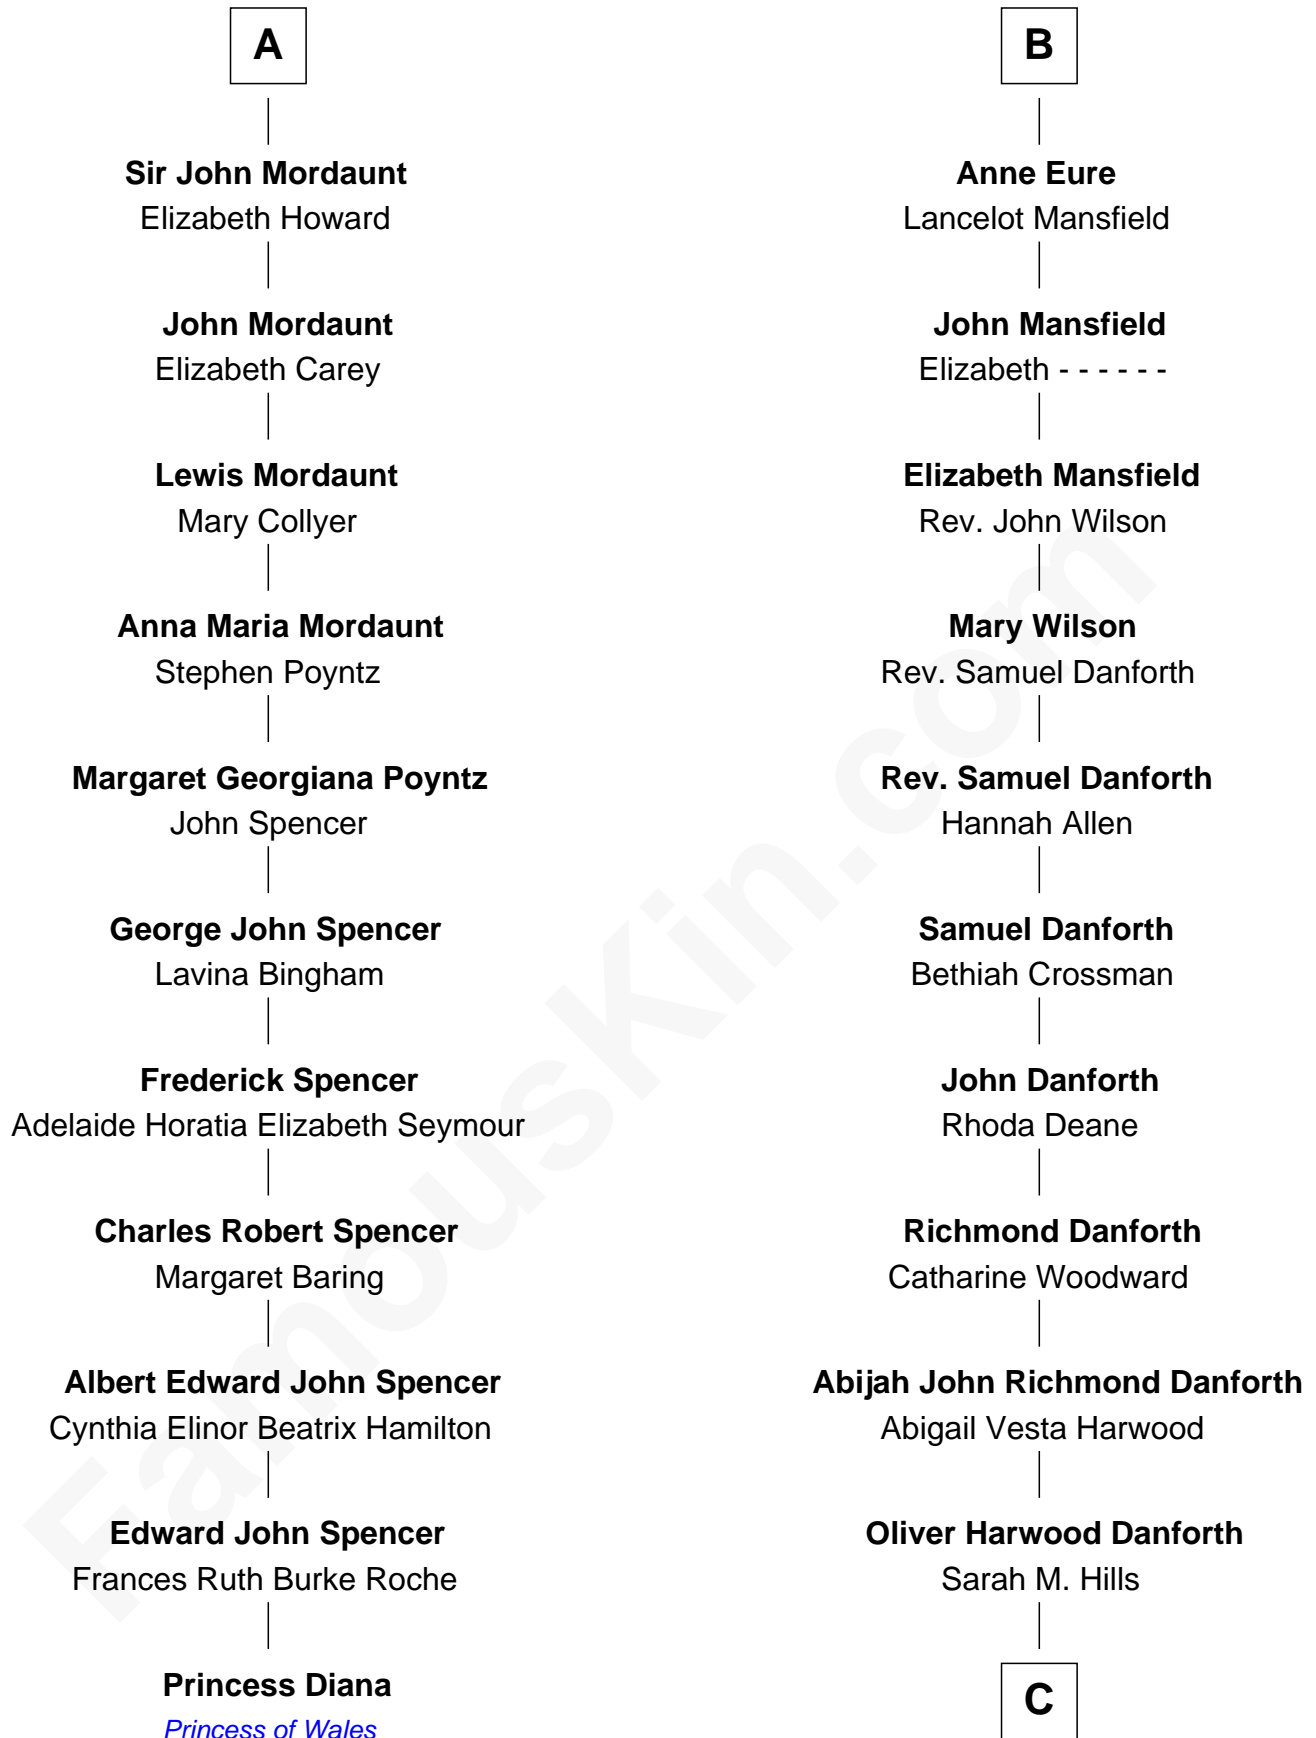 A
Sir John Mordaunt
Elizabeth Howard
John Mordaunt
Elizabeth Carey
Lewis Mordaunt
Mary Collyer
Anna Maria Mordaunt
Stephen Poyntz
Margaret Georgiana Poyntz
John Spencer
George John Spencer
Lavina Bingham
Frederick Spencer
Adelaide Horatia Elizabeth Seymour
Charles Robert Spencer
Margaret Baring
Albert Edward John Spencer
Cynthia Elinor Beatrix Hamilton
Edward John Spencer
Frances Ruth Burke Roche
Princess Diana
Princess of Wales
B
Anne Eure
Lancelot Mansfield
John Mansfield
Elizabeth - - - - - -
Elizabeth Mansfield
Rev. John Wilson
Mary Wilson
Rev. Samuel Danforth
Rev. Samuel Danforth
Hannah Allen
Samuel Danforth
Bethiah Crossman
John Danforth
Rhoda Deane
Richmond Danforth
Catharine Woodward
Abijah John Richmond Danforth
Abigail Vesta Harwood
Oliver Harwood Danforth
Sarah M. Hills
C
FamousKin.com